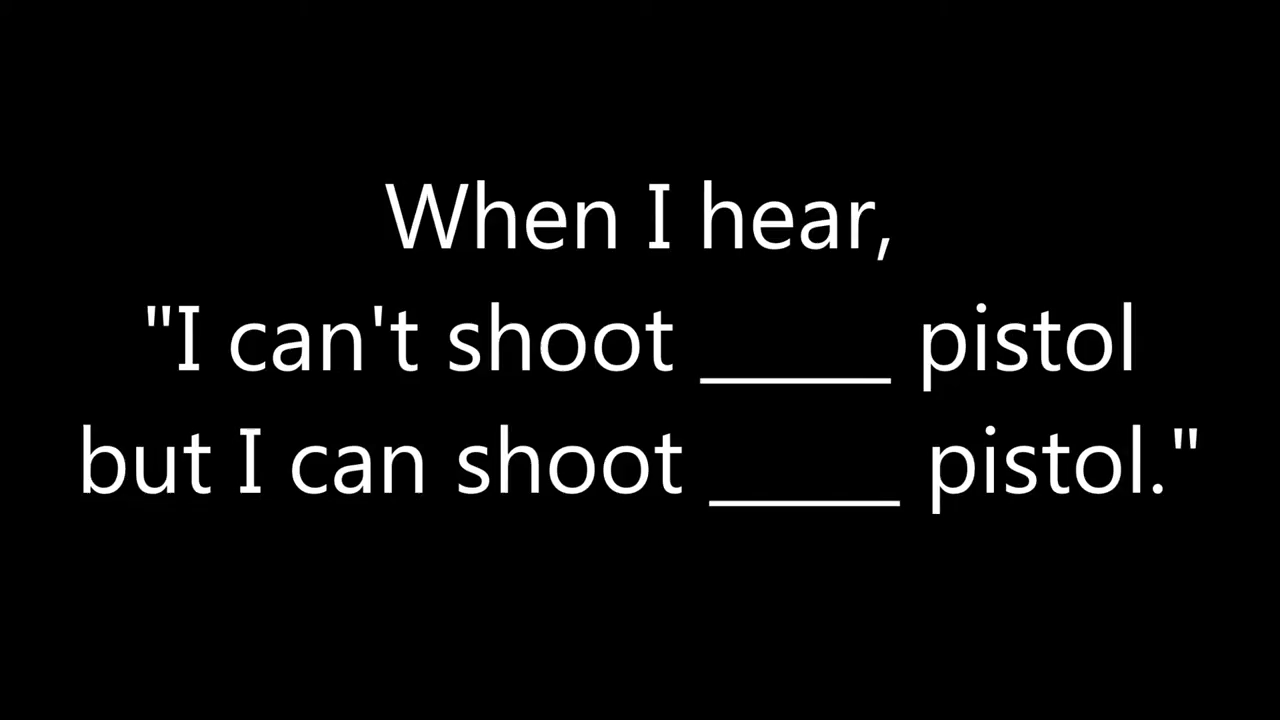 When I hear,
"I can't shoot _____ pistol
but I can shoot _____ pistol."